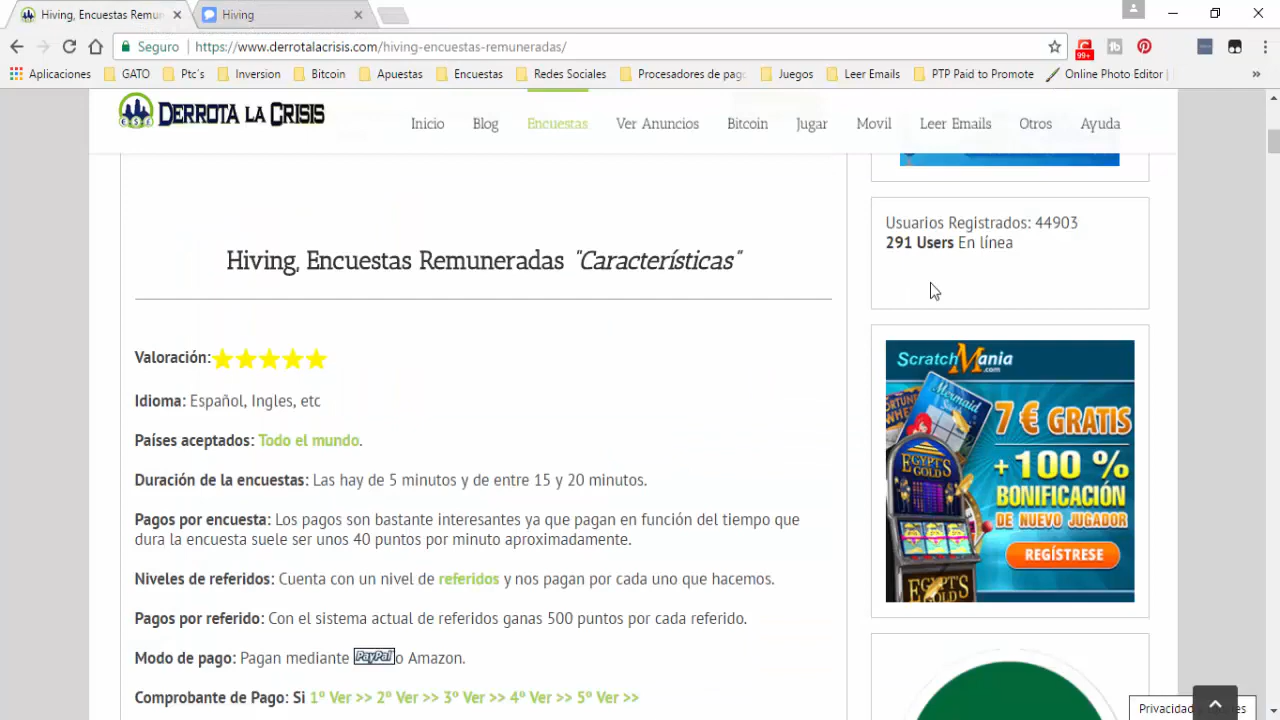 Hiving, Encuestas Remun
Hiving
Seguro
https://www.derrotalacrisis.com/hiving-encuestas-remuneradas/
99+
Aplicaciones
GATO
Ptc's
Inversion
Bitcoin
Apuestas
Encuestas
Redes Sociales
Procesadores de pago
Juegos
Leer Emails
PTP Paid to Promote
Online Photo Editor
DERROTA LA CRISIS
Inicio
Blog
Encuestas
Ver Anuncios
Bitcoin
Jugar
Movil
Leer Emails
Otros
Ayuda
Usuarios Registrados: 44903
291 Users En línea
Hiving, Encuestas Remuneradas "Características"
Valoración:
Idioma: Español, Ingles, etc
Países aceptados: Todo el mundo.
Duración de la encuestas: Las hay de 5 minutos y de entre 15 y 20 minutos.
Pagos por encuesta: Los pagos son bastante interesantes ya que pagan en función del tiempo que
dura la encuesta suele ser unos 40 puntos por minuto aproximadamente.
Niveles de referidos: Cuenta con un nivel de referidos y nos pagan por cada uno que hacemos.
Pagos por referido: Con el sistema actual de referidos ganas 500 puntos por cada referido.
Modo de pago: Pagan mediante PayPal o Amazon.
Comprobante de Pago: Si 1º Ver >> 2º Ver >> 3º Ver >> 4º Ver >> 5º Ver >>
ScratchMania
.com
Mermaid
7 € GRATIS
+100 %
BONIFICACIÓN
DE NUEVO JUGADOR
REGÍSTRESE
EGYPT'S GOLD
EGYPT'S
GOLD
Privacidad